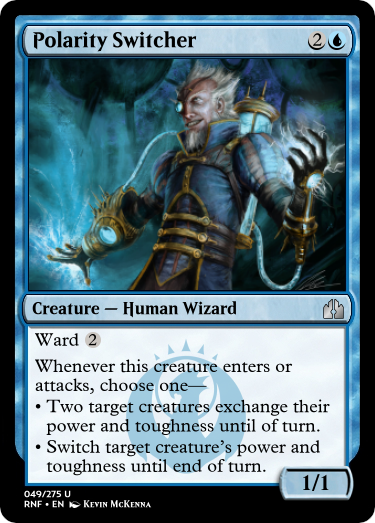 Polarity Switcher 2
Creature — Human Wizard
Ward 2
Whenever this creature enters or
attacks, choose one—
• Two target creatures exchange their
power and toughness until of turn.
• Switch target creature's power and
toughness until end of turn.
1/1
049/275 U
RNF • EN Kevin McKenna